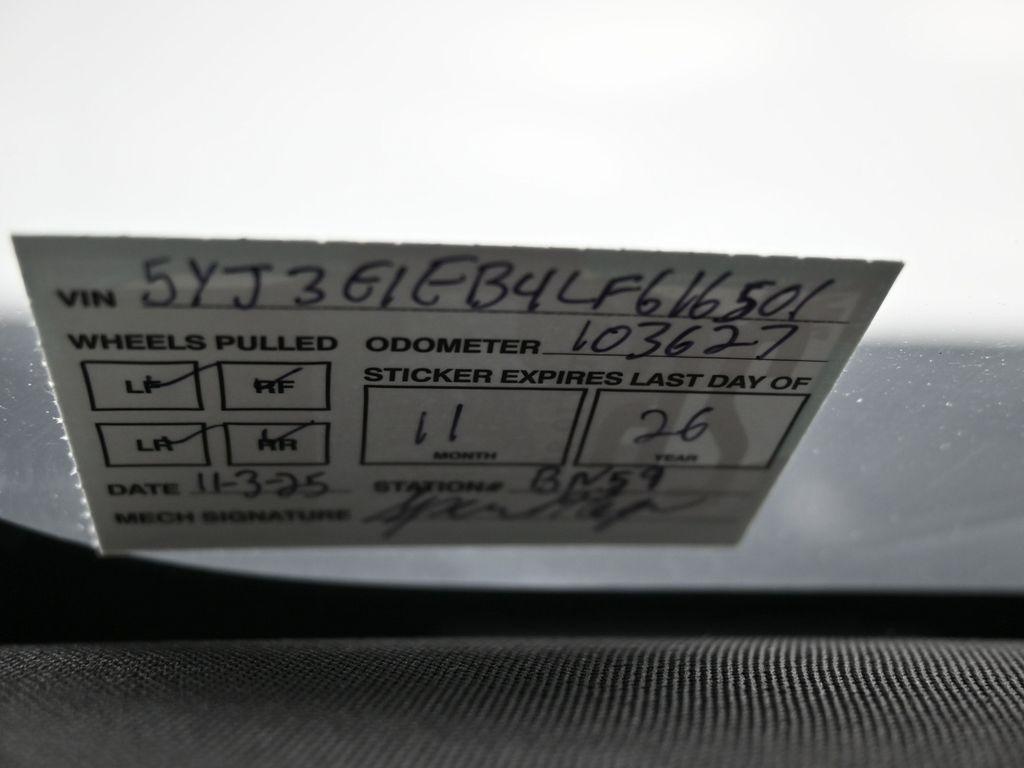 VIN 5YJ3E1EB4LF616501
WHEELS PULLED ODOMETER 103627
LF RF STICKER EXPIRES LAST DAY OF
11 26
MONTH YEAR
LR RR
DATE 11-3-25 STATION# BN59
MECH SIGNATURE